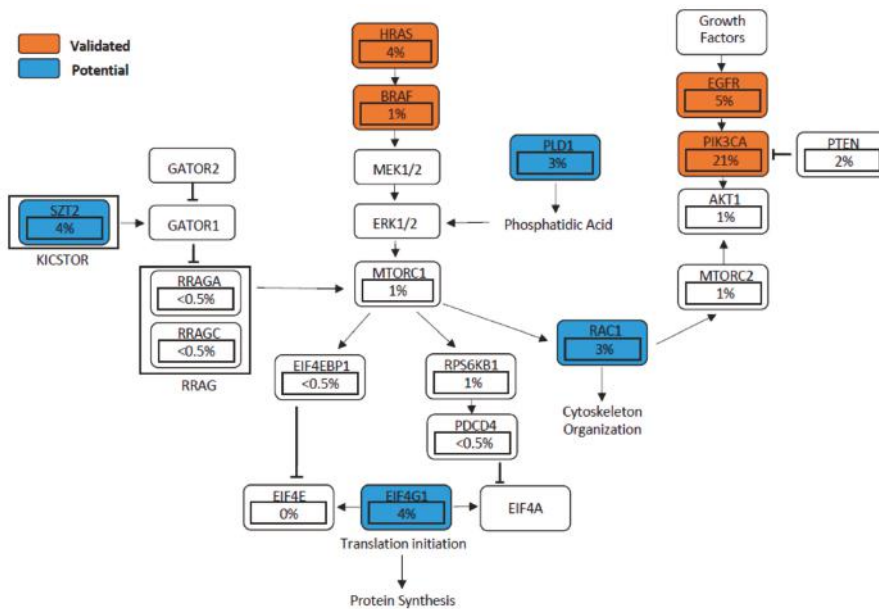 Validated
Potential
HRAS
4%
BRAF
1%
MEK1/2
ERK1/2
MTORC1
1%
PLD1
3%
Phosphatidic Acid
Growth
Factors
EGFR
5%
PIK3CA
21%
PTEN
2%
AKT1
1%
MTORC2
1%
GATOR2
SZT2
4%
KICSTOR
GATOR1
RRAGA
<0.5%
RRAGC
<0.5%
RRAG
RAC1
3%
Cytoskeleton
Organization
EIF4EBP1
<0.5%
RPS6KB1
1%
PDCD4
<0.5%
EIF4E
0%
EIF4G1
4%
EIF4A
Translation initiation
Protein Synthesis